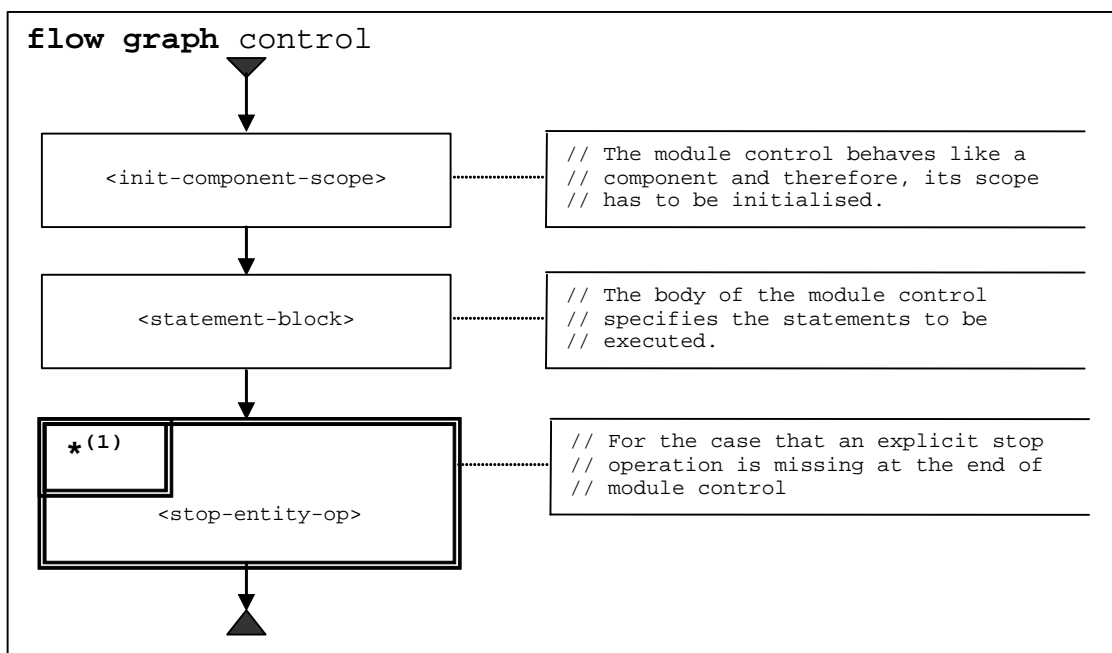 flow graph control
<init-component-scope>
// The module control behaves like a
// component and therefore, its scope
// has to be initialised.
<statement-block>
// The body of the module control
// specifies the statements to be
// executed.
*(1)
<stop-entity-op>
// For the case that an explicit stop
// operation is missing at the end of
// module control